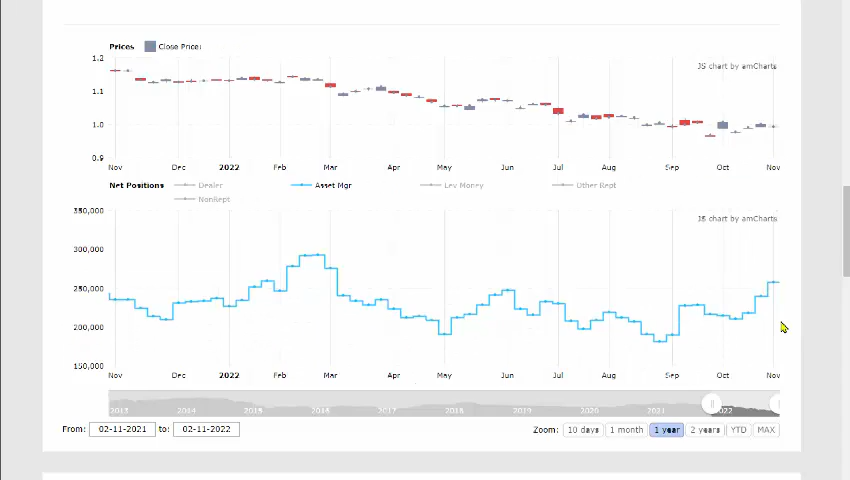 Prices Close Price:
JS chart by amCharts
1.2
1.1
1.0
0.9
Nov Dec 2022 Feb Mar Apr May Jun Jul Aug Sep Oct Nov
Net Positions Dealer Asset Mgr Lev Money Other Rept
NonRept
JS chart by amCharts
350,000
300,000
250,000
200,000
150,000
Nov Dec 2022 Feb Mar Apr May Jun Jul Aug Sep Oct Nov
2013 2014 2015 2016 2017 2018 2019 2020 2021 2022
From: 02-11-2021 to: 02-11-2022 Zoom: 10 days 1 month 1 year 2 years YTD MAX